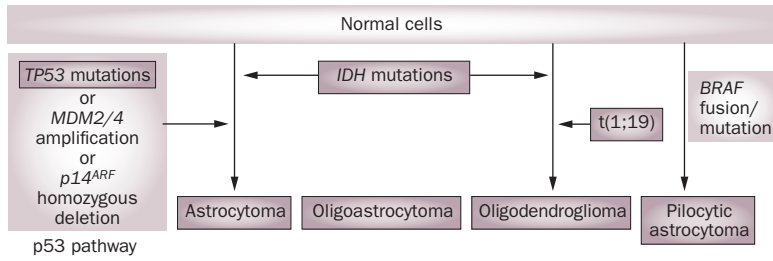 Normal cells
TP53 mutations
or
MDM2/4
amplification
or
p14ARF
homozygous
deletion
p53 pathway
IDH mutations
t(1;19)
BRAF
fusion/
mutation
Astrocytoma
Oligoastrocytoma
Oligodendroglioma
Pilocytic
astrocytoma